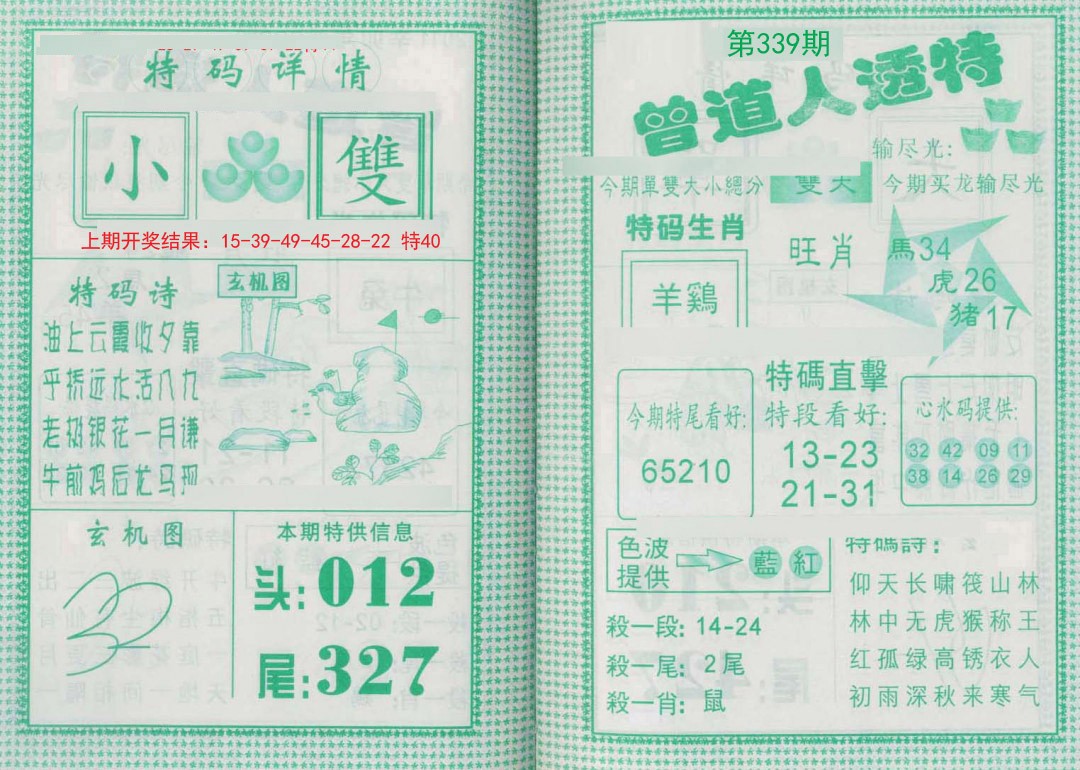 特码详情
小
雙
上期开奖结果：15-39-49-45-28-22 特40
特码诗
油上云霞收夕靠
乎挢远水活八九
老树银花一月谦
牛前鸡后龙马现
玄机图
玄机图
本期特供信息
头:012
尾:327
第339期
曾道人透特
输尽光:
今期买龙输尽光
今期單雙大小總分
雙大
特码生肖
羊鷄
旺肖
馬34
虎26
猪17
今期特尾看好:
65210
特碼直擊
特段看好:
13-23
21-31
心水码提供:
32 42 09 11
38 14 26 29
色波
提供
藍 紅
殺一段: 14-24
殺一尾: 2尾
殺一肖: 鼠
特碼詩:
仰天长啸筏山林
林中无虎猴称王
红孤绿高锈衣人
初雨深秋来寒气